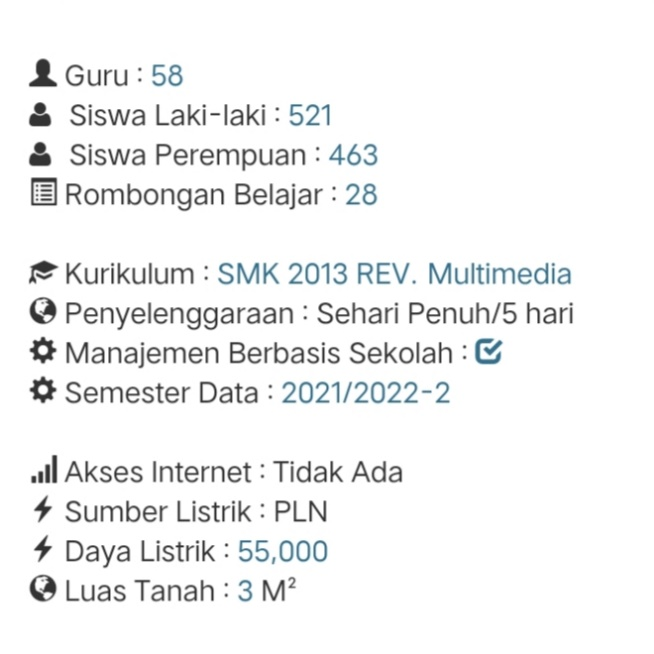 Guru : 58
Siswa Laki-laki : 521
Siswa Perempuan : 463
Rombongan Belajar : 28
Kurikulum : SMK 2013 REV. Multimedia
Penyelenggaraan : Sehari Penuh/5 hari
Manajemen Berbasis Sekolah :
Semester Data : 2021/2022-2
Akses Internet : Tidak Ada
Sumber Listrik : PLN
Daya Listrik : 55,000
Luas Tanah : 3 M²